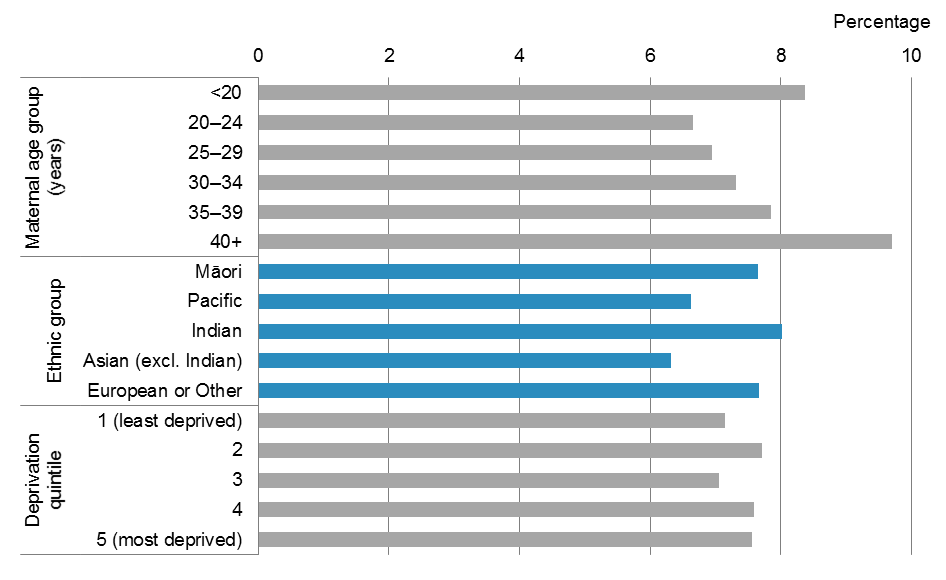 Percentage
0 2 4 6 8 10
Maternal age group
(years)
<20
20–24
25–29
30–34
35–39
40+
Ethnic group
Māori
Pacific
Indian
Asian (excl. Indian)
European or Other
Deprivation
quintile
1 (least deprived)
2
3
4
5 (most deprived)